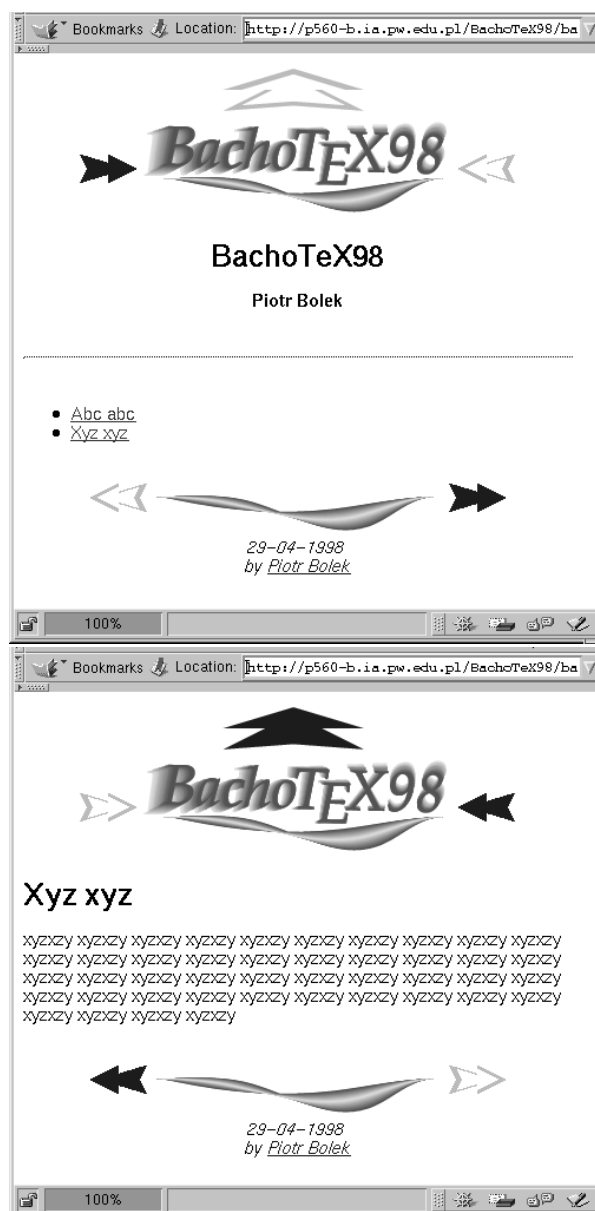 Bookmarks Location: http://p560-b.ia.pw.edu.pl/BachoTeX98/ba
BachoTEX98
BachoTeX98
Piotr Bolek
Abc abc
Xyz xyz
29-04-1998
by Piotr Bolek
100%
Bookmarks Location: http://p560-b.ia.pw.edu.pl/BachoTeX98/ba
BachoTEX98
Xyz xyz
xyzxzy xyzxzy xyzxzy xyzxzy xyzxzy xyzxzy xyzxzy xyzxzy xyzxzy xyzxzy
xyzxzy xyzxzy xyzxzy xyzxzy xyzxzy xyzxzy xyzxzy xyzxzy xyzxzy xyzxzy
xyzxzy xyzxzy xyzxzy xyzxzy xyzxzy xyzxzy xyzxzy xyzxzy xyzxzy xyzxzy
xyzxzy xyzxzy xyzxzy xyzxzy xyzxzy xyzxzy xyzxzy xyzxzy xyzxzy xyzxzy
xyzxzy xyzxzy xyzxzy xyzxzy
29-04-1998
by Piotr Bolek
100%